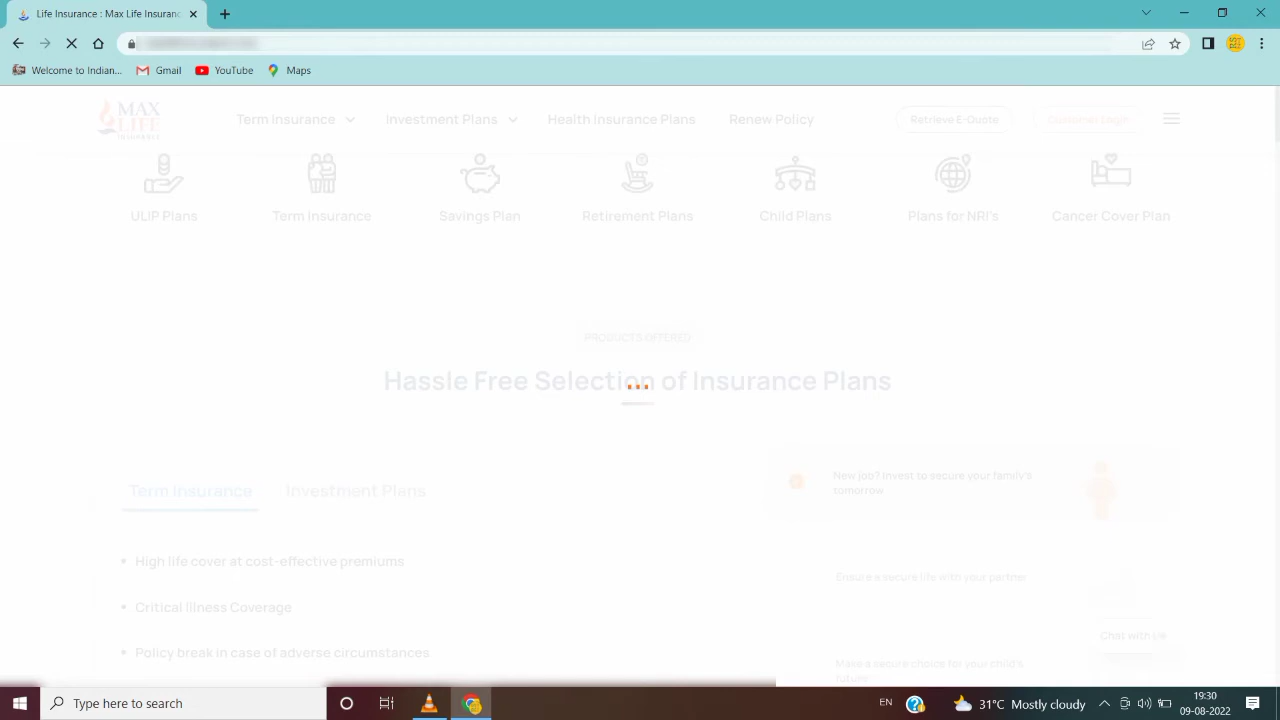 Life Insurance : Max Life Insuranc
Welcome to Indian...
Gmail
YouTube
Maps
MAX
LIFE
INSURANCE
Term Insurance
Investment Plans
Health Insurance Plans
Renew Policy
Retrieve E-Quote
Customer Login
ULIP Plans
Term Insurance
Savings Plan
Retirement Plans
Child Plans
Plans for NRI's
Cancer Cover Plan
PRODUCTS OFFERED
Hassle Free Selection of Insurance Plans
Term Insurance
Investment Plans
New job? Invest to secure your family's
tomorrow
High life cover at cost-effective premiums
Ensure a secure life with your partner
Critical Illness Coverage
Chat with Us
Policy break in case of adverse circumstances
Make a secure choice for your child's
future
Type here to search
EN
31°C Mostly cloudy
19:30
09-08-2022